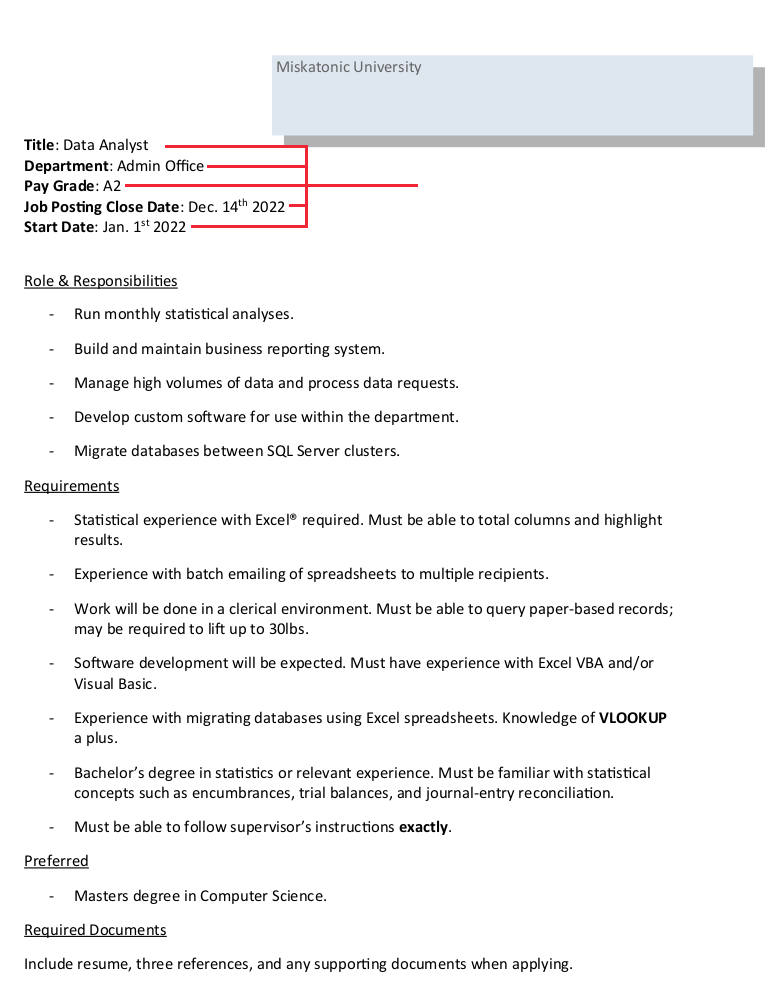 Miskatonic University
Title: Data Analyst
Department: Admin Office
Pay Grade: A2
Job Posting Close Date: Dec. 14th 2022
Start Date: Jan. 1st 2022
Role & Responsibilities
- Run monthly statistical analyses.
- Build and maintain business reporting system.
- Manage high volumes of data and process data requests.
- Develop custom software for use within the department.
- Migrate databases between SQL Server clusters.
Requirements
- Statistical experience with Excel® required. Must be able to total columns and highlight
results.
- Experience with batch emailing of spreadsheets to multiple recipients.
- Work will be done in a clerical environment. Must be able to query paper-based records;
may be required to lift up to 30lbs.
- Software development will be expected. Must have experience with Excel VBA and/or
Visual Basic.
- Experience with migrating databases using Excel spreadsheets. Knowledge of VLOOKUP
a plus.
- Bachelor’s degree in statistics or relevant experience. Must be familiar with statistical
concepts such as encumbrances, trial balances, and journal-entry reconciliation.
- Must be able to follow supervisor’s instructions exactly.
Preferred
- Masters degree in Computer Science.
Required Documents
Include resume, three references, and any supporting documents when applying.